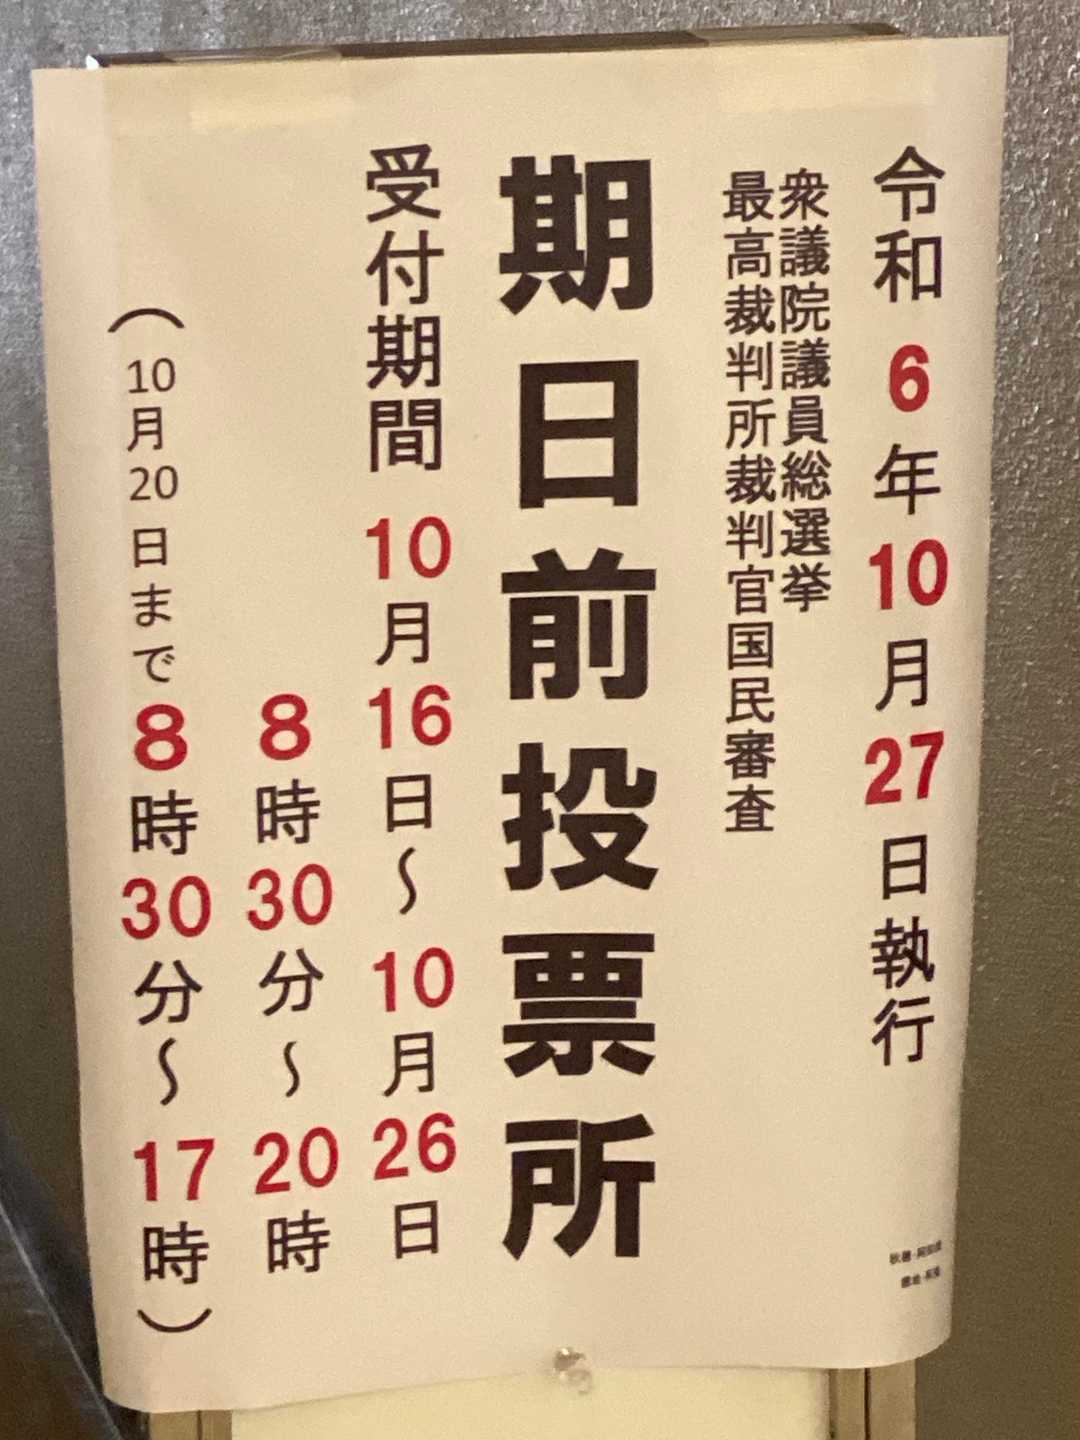 令和6年10月27日執行
衆議院議員総選挙
最高裁判所裁判官国民審査
期日前投票所
受付期間 10月16日～10月26日
8時30分～20時
（10月20日まで8時30分～17時）